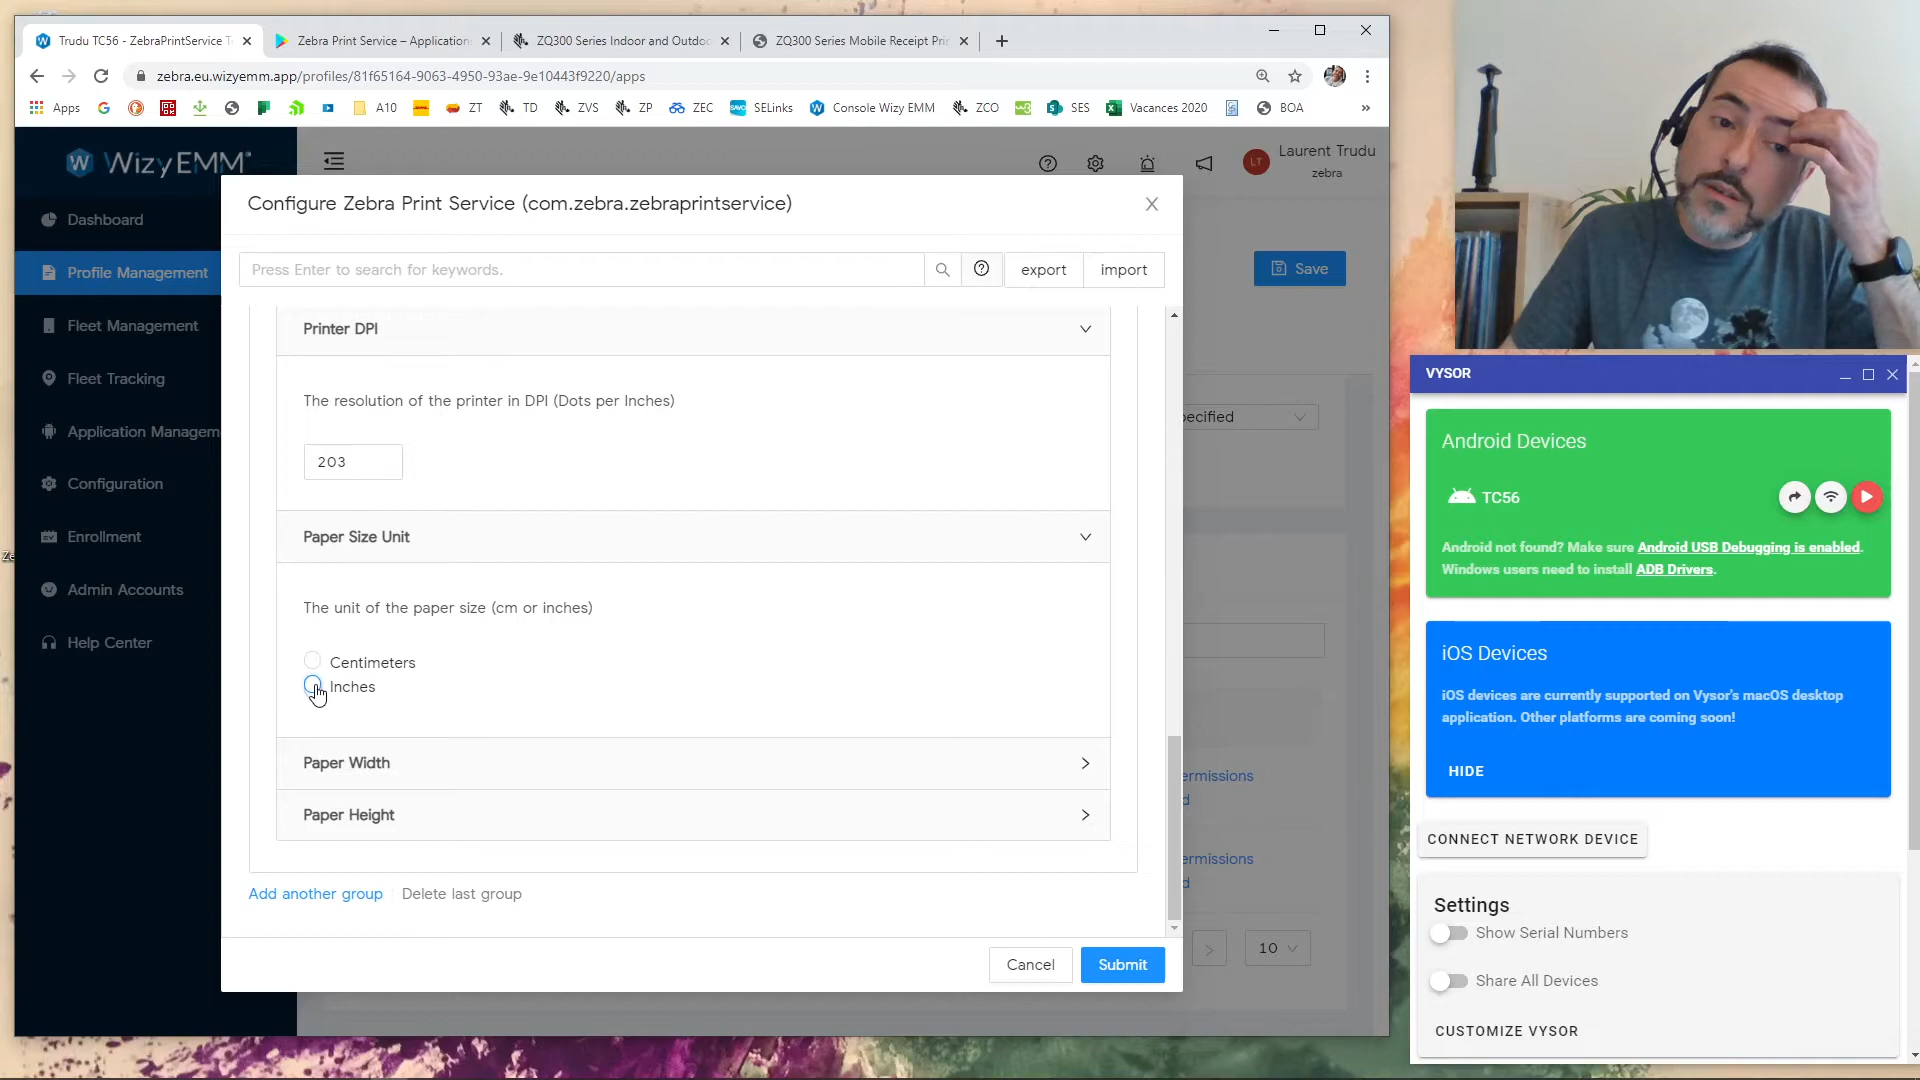 Trudu TC56 - ZebraPrintService T
Zebra Print Service – Application
ZQ300 Series Indoor and Outdo
ZQ300 Series Mobile Receipt Pri
zebra.eu.wizyemm.app/profiles/81f65164-9063-4950-93ae-9e10443f9220/apps
Apps
A10
ZT
TD
ZVS
ZP
ZEC
SELinks
Console Wizy EMM
ZCO
SES
Vacances 2020
BOA
WizyEMM
Laurent Trudu
LT
zebra
Dashboard
Profile Management
Fleet Management
Fleet Tracking
Application Managem
Configuration
Enrollment
Admin Accounts
Help Center
Configure Zebra Print Service (com.zebra.zebraprintservice)
Press Enter to search for keywords.
export
import
Save
Printer DPI
The resolution of the printer in DPI (Dots per Inches)
203
Paper Size Unit
The unit of the paper size (cm or inches)
Centimeters
Inches
Paper Width
Paper Height
Add another group
Delete last group
Cancel
Submit
ecified
ermissions
d
ermissions
d
10
Ze
VYSOR
Android Devices
TC56
Android not found? Make sure Android USB Debugging is enabled.
Windows users need to install ADB Drivers.
iOS Devices
iOS devices are currently supported on Vysor's macOS desktop
application. Other platforms are coming soon!
HIDE
CONNECT NETWORK DEVICE
Settings
Show Serial Numbers
Share All Devices
CUSTOMIZE VYSOR